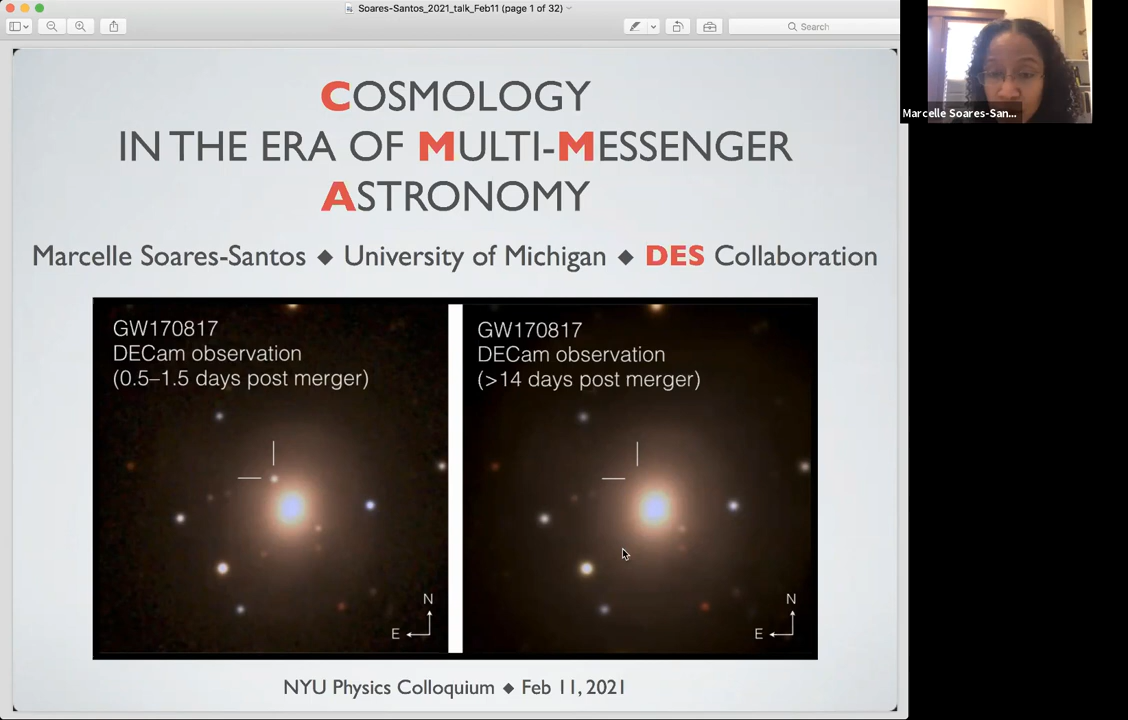 Soares-Santos_2021_talk_Feb11 (page 1 of 32)
Search
Marcelle Soares-San...
COSMOLOGY
IN THE ERA OF MULTI-MESSENGER
ASTRONOMY
Marcelle Soares-Santos ◆ University of Michigan ◆ DES Collaboration
GW170817
DECam observation
(0.5–1.5 days post merger)
N
E
GW170817
DECam observation
(>14 days post merger)
N
E
NYU Physics Colloquium ◆ Feb 11, 2021